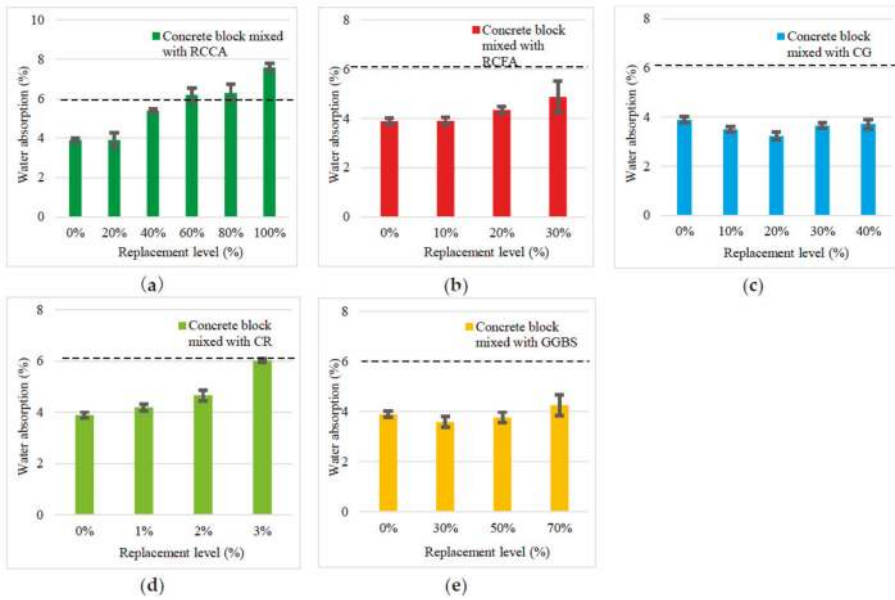 10
8
6
4
2
0
Water absorption (%)
Concrete block
mixed with RCCA
0% 20% 40% 60% 80% 100%
Replacement level (%)
(a)
8
6
4
2
0
Water absorption (%)
Concrete block
mixed with
RCFA
0% 10% 20% 30%
Replacement level (%)
(b)
8
6
4
2
0
Water absorption (%)
Concrete block
mixed with CG
0% 10% 20% 30% 40%
Replacement level (%)
(c)
8
6
4
2
0
Water absorption (%)
Concrete block
mixed with CR
0% 1% 2% 3%
Replacement level (%)
(d)
8
6
4
2
0
Water absorption (%)
Concrete block
mixed with GGBS
0% 30% 50% 70%
Replacement level (%)
(e)